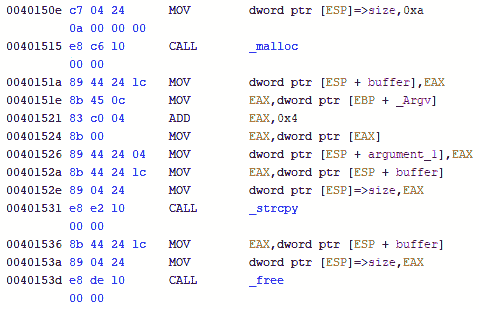 0040150e c7 04 24 MOV dword ptr [ESP]=>size,0xa
0a 00 00 00
00401515 e8 c6 10 CALL _malloc
00 00
0040151a 89 44 24 1c MOV dword ptr [ESP + buffer],EAX
0040151e 8b 45 0c MOV EAX,dword ptr [EBP + _Argv]
00401521 83 c0 04 ADD EAX,0x4
00401524 8b 00 MOV EAX,dword ptr [EAX]
00401526 89 44 24 04 MOV dword ptr [ESP + argument_1],EAX
0040152a 8b 44 24 1c MOV EAX,dword ptr [ESP + buffer]
0040152e 89 04 24 MOV dword ptr [ESP]=>size,EAX
00401531 e8 e2 10 CALL _strcpy
00 00
00401536 8b 44 24 1c MOV EAX,dword ptr [ESP + buffer]
0040153a 89 04 24 MOV dword ptr [ESP]=>size,EAX
0040153d e8 de 10 CALL _free
00 00